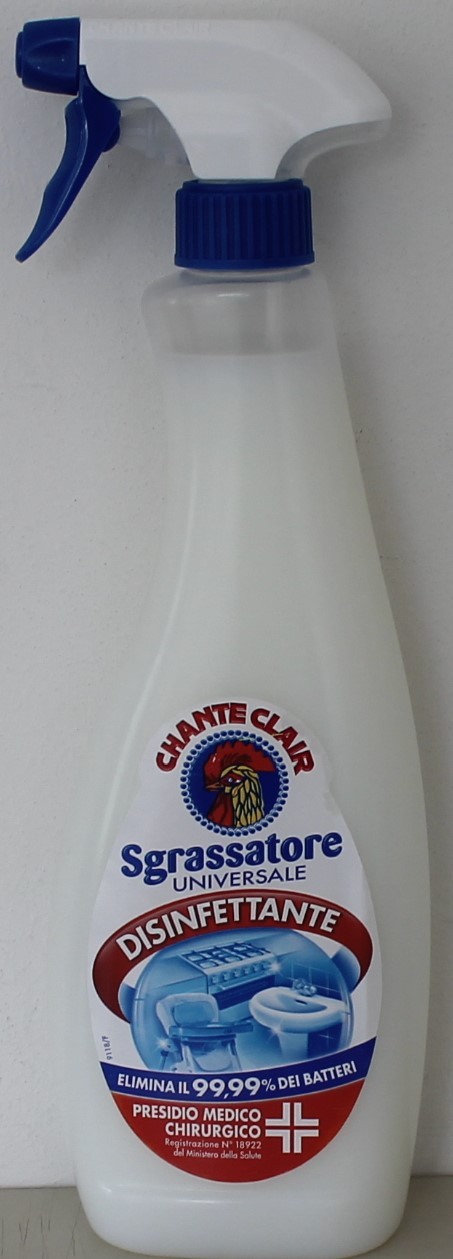 CHANTE CLAIR
Sgrassatore
UNIVERSALE
DISINFETTANTE
ELIMINA IL 99,99% DEI BATTERI
PRESIDIO MEDICO
CHIRURGICO
Registrazione N° 18922
del Ministero della Salute